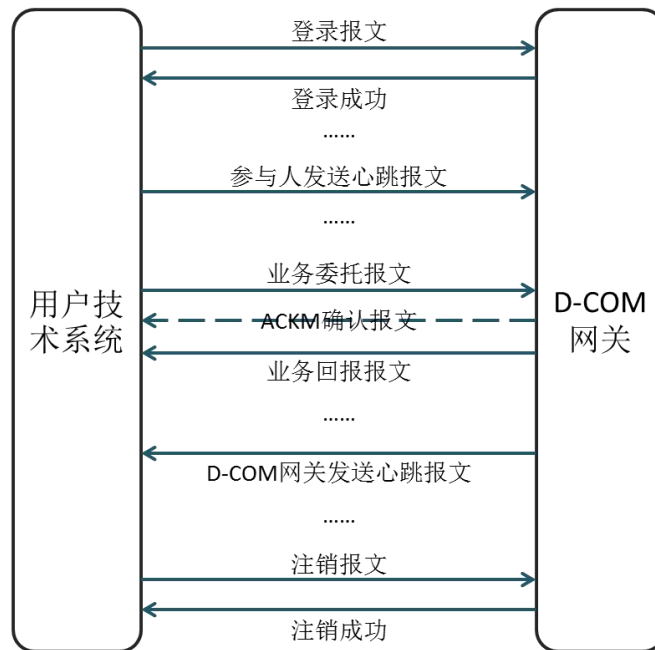 登录报文
登录成功
......
参与人发送心跳报文
......
业务委托报文
用户技
术系统
D-COM
网关
ACKM确认报文
业务回报报文
......
D-COM网关发送心跳报文
......
注销报文
注销成功